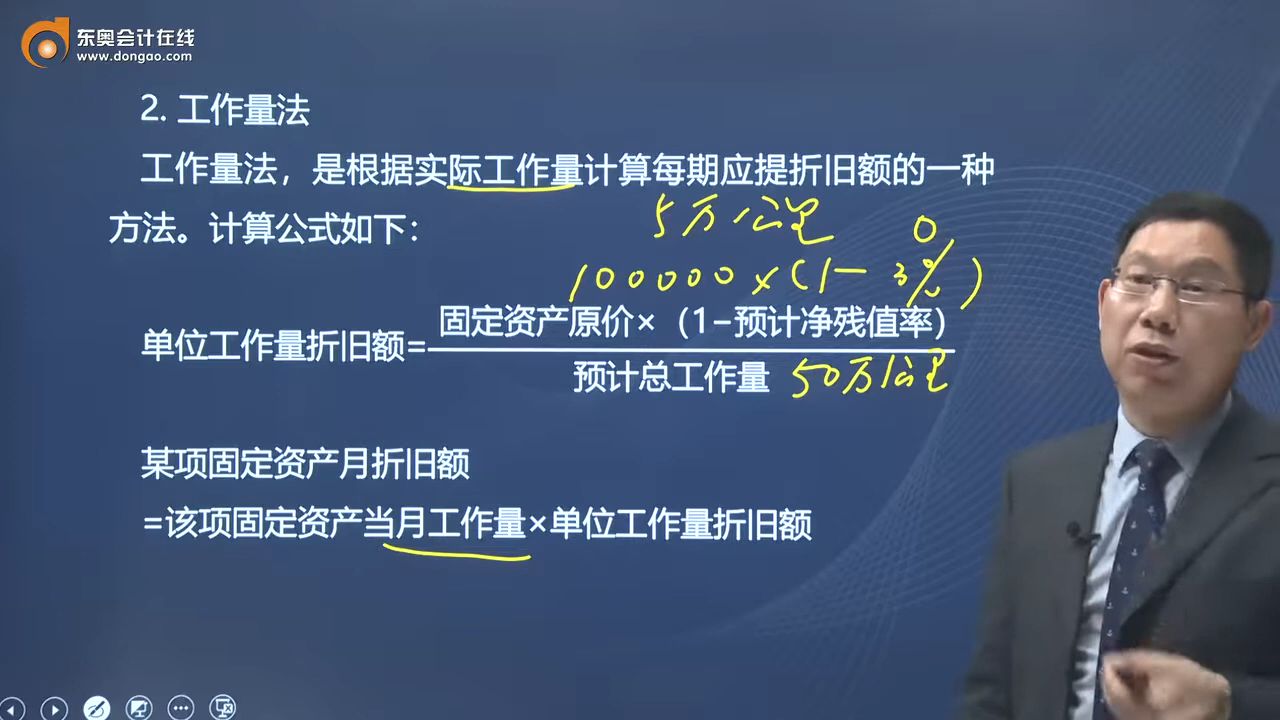 东奥会计在线
www.dongao.com
2. 工作量法
工作量法，是根据实际工作量计算每期应提折旧额的一种
方法。计算公式如下：
5万公里
0
100000×(1-3%)
单位工作量折旧额=固定资产原价×（1-预计净残值率）
预计总工作量 50万公里
某项固定资产月折旧额
=该项固定资产当月工作量×单位工作量折旧额